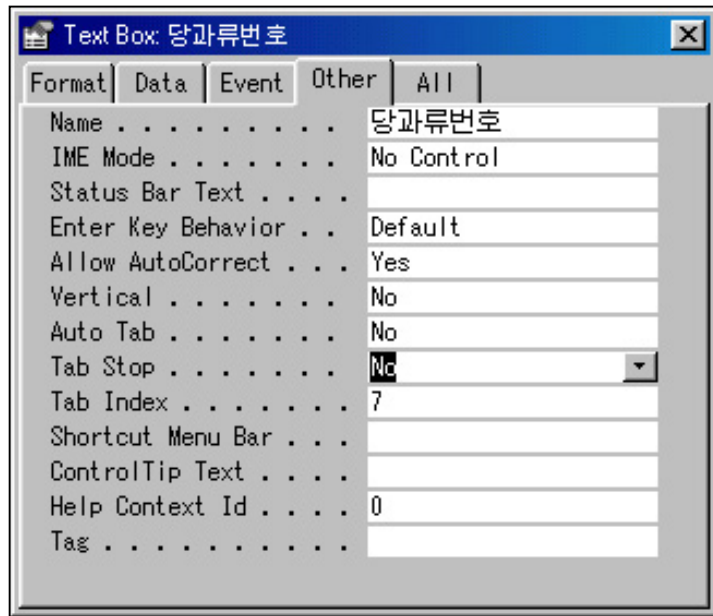 Text Box: 당과류번호
Format Data Event Other All
Name . . . . . . . . . 당과류번호
IME Mode . . . . . . . No Control
Status Bar Text . . . .
Enter Key Behavior . . Default
Allow AutoCorrect . . . Yes
Vertical . . . . . . . No
Auto Tab . . . . . . . No
Tab Stop . . . . . . . No
Tab Index . . . . . . . 7
Shortcut Menu Bar . . .
ControlTip Text . . . .
Help Context Id . . . . 0
Tag . . . . . . . . . .